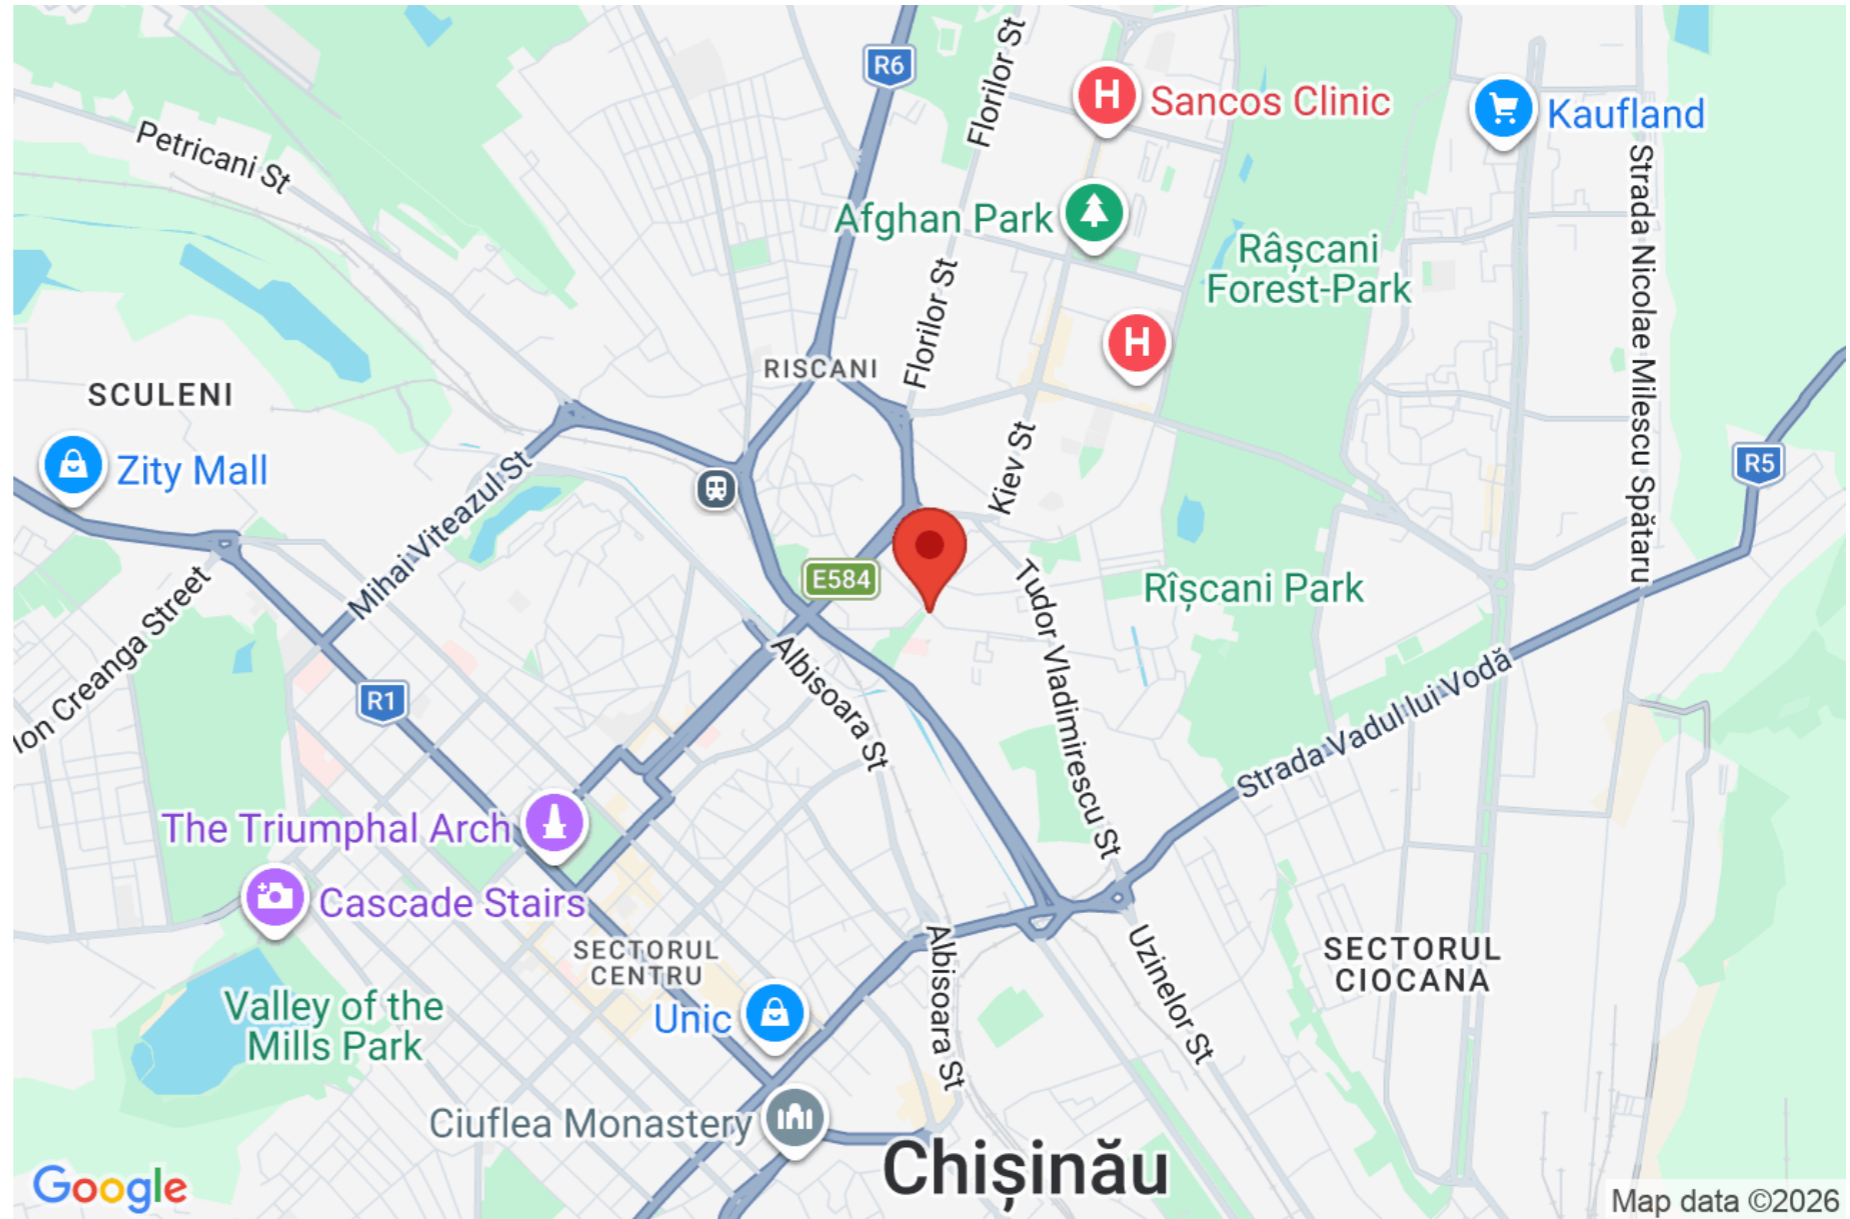 R6
Florilor St
H
Sancos Clinic
Kaufland
Petricani St
Strada Nicolae Milescu Spătaru
Afghan Park
Râșcani
Forest-Park
Florilor St
H
RISCANI
SCULENI
Zity Mall
R5
Mihai Viteazul St
Kiev St
E584
Tudor Vladimirescu St
Rîșcani Park
Ion Creanga Street
R1
Albisoara St
Strada Vadul lui Vodă
The Triumphal Arch
Cascade Stairs
SECTORUL
CENTRU
Albisoara St
Uzinelor St
SECTORUL
CIOCANA
Valley of the
Mills Park
Unic
Ciuflea Monastery
Chișinău
Google
Map data ©2026